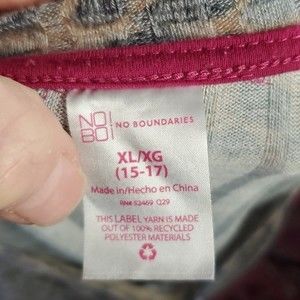 NO!
BO!
NO BOUNDARIES
XL/XG
(15-17)
Made in/Hecho en China
RN# 52469 Q29
THIS LABEL YARN IS MADE
OUT OF 100% RECYCLED
POLYESTER MATERIALS